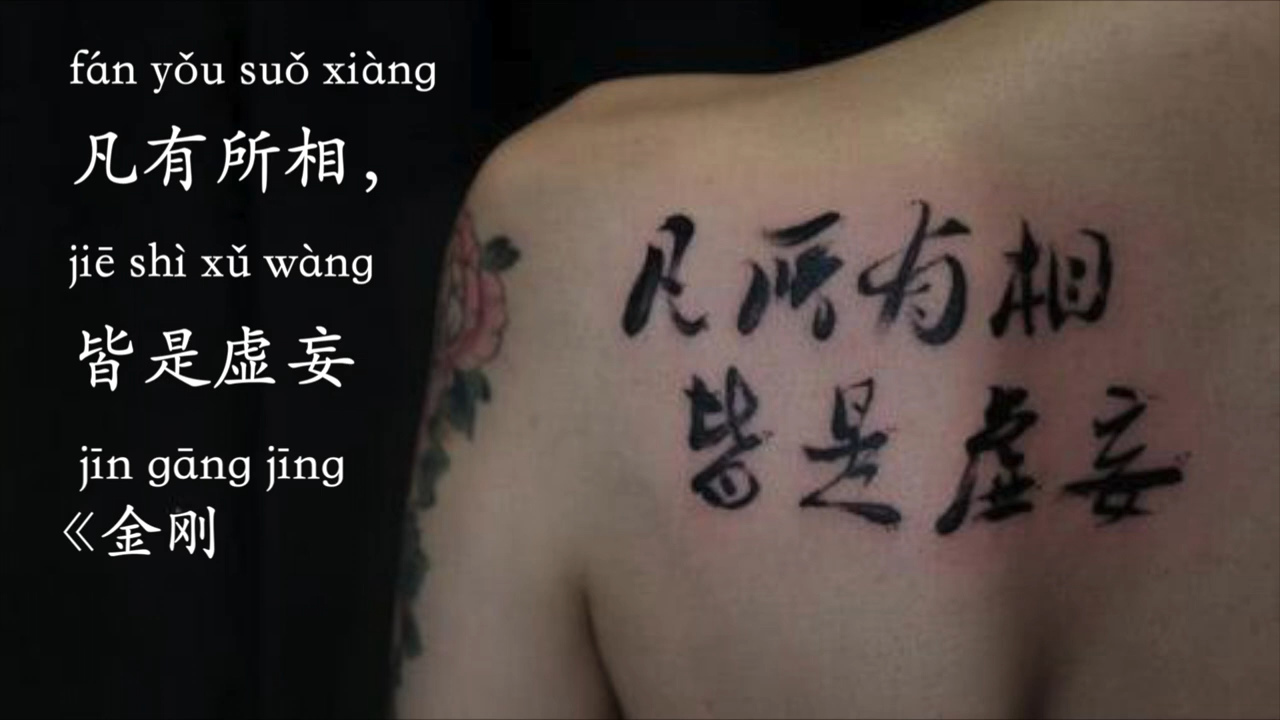 fán yǒu suǒ xiàng
凡有所相，
jiē shì xǔ wàng
皆是虚妄
jīn gāng jīng
《金刚
凡所有相
皆是虚妄